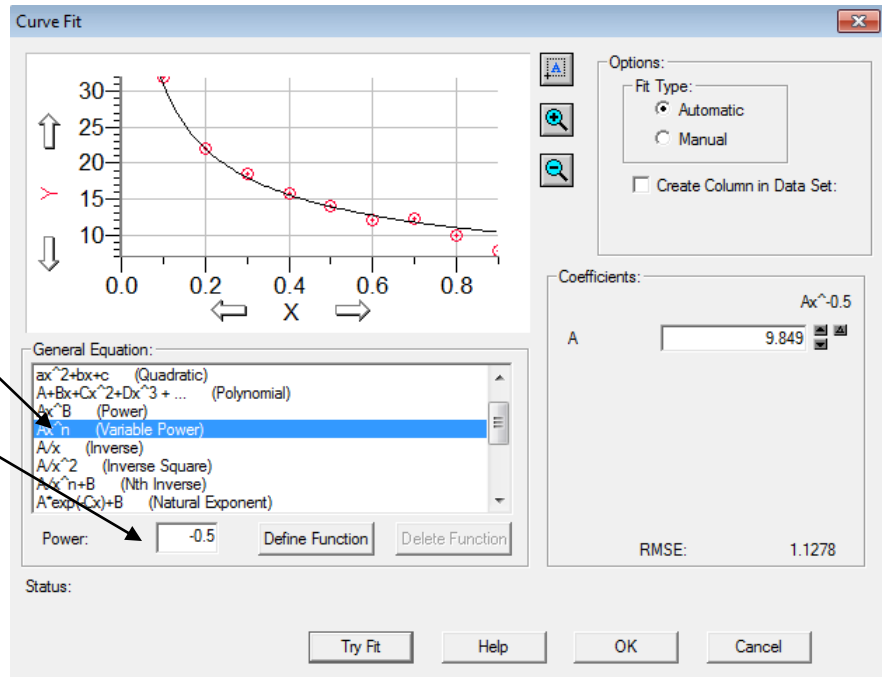 Curve Fit
30
25
20
15
10
Y
0.0 0.2 0.4 0.6 0.8
X
A
Options:
Fit Type:
Automatic
Manual
Create Column in Data Set:
General Equation:
ax^2+bx+c (Quadratic)
A+Bx+Cx^2+Dx^3 + ... (Polynomial)
Ax^B (Power)
Ax^n (Variable Power)
A/x (Inverse)
A/x^2 (Inverse Square)
A/x^n+B (Nth Inverse)
A*exp(-Cx)+B (Natural Exponent)
Power: -0.5 Define Function Delete Function
Coefficients:
Ax^-0.5
A 9.849
RMSE: 1.1278
Status:
Try Fit Help OK Cancel